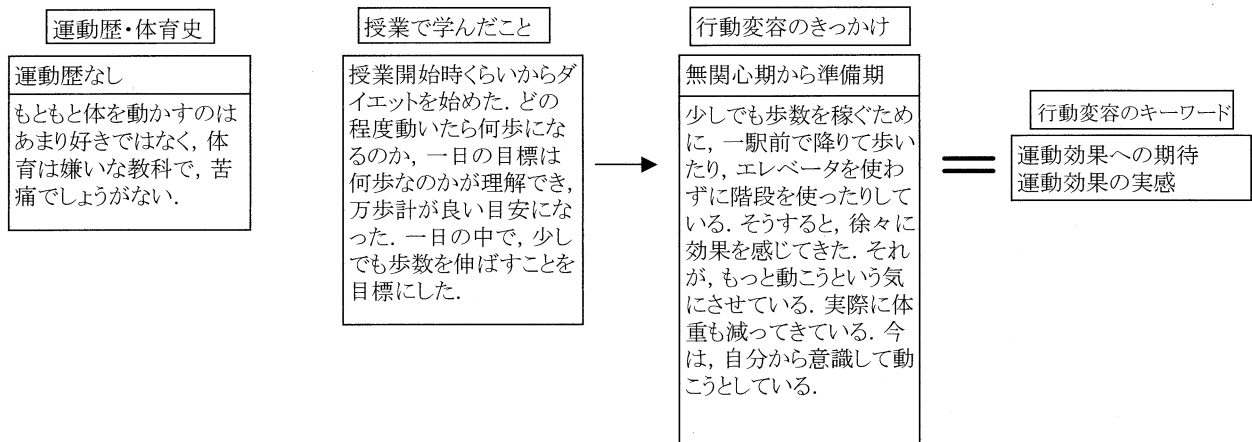 運動歴・体育史
運動歴なし
もともと体を動かすのは
あまり好きではなく, 体
育は嫌いな教科で, 苦
痛でしょうがない.
授業で学んだこと
授業開始時くらいからダ
イエットを始めた. どの
程度動いたら何歩にな
るのか, 一日の目標は
何歩なのかが理解でき,
万歩計が良い目安にな
った. 一日の中で, 少し
でも歩数を伸ばすことを
目標にした.
行動変容のきっかけ
無関心期から準備期
少しでも歩数を稼ぐため
に, 一駅前で降りて歩い
たり, エレベータを使わ
ずに階段を使ったりして
いる. そうすると, 徐々に
効果を感じてきた. それ
が, もっと動こうという気
にさせている. 実際に体
重も減ってきている. 今
は, 自分から意識して動
こうとしている.
行動変容のキーワード
運動効果への期待
運動効果の実感